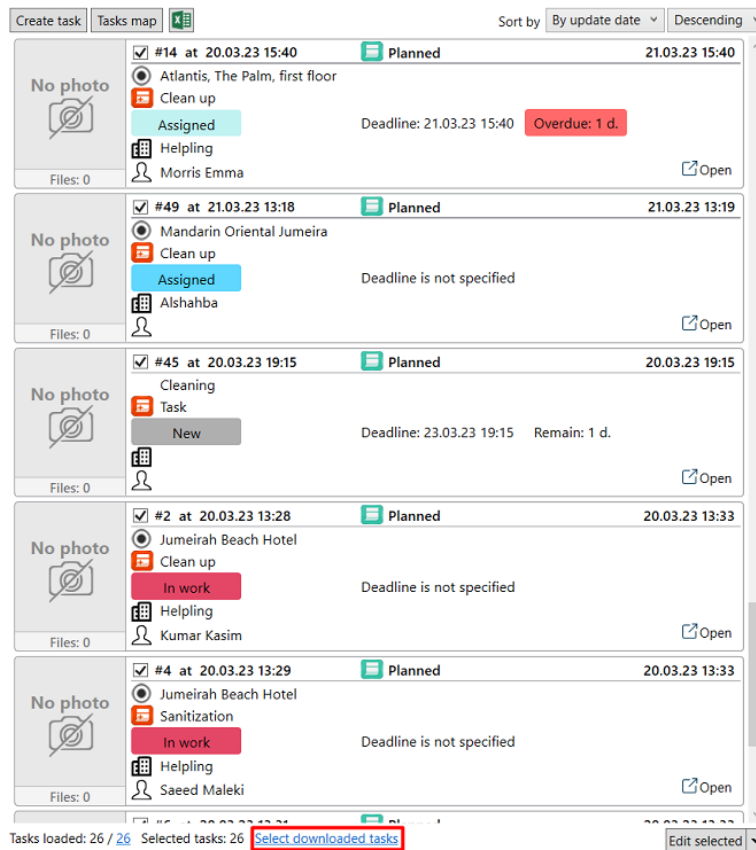 Create task Tasks map Sort by By update date Descending
#14 at 20.03.23 15:40 Planned 21.03.23 15:40
No photo
Atlantis, The Palm, first floor
Clean up
Assigned Deadline: 21.03.23 15:40 Overdue: 1 d.
Helpling
Morris Emma Open
Files: 0
#49 at 21.03.23 13:18 Planned 21.03.23 13:19
No photo
Mandarin Oriental Jumeira
Clean up
Assigned Deadline is not specified
Alshahba
Open
Files: 0
#45 at 20.03.23 19:15 Planned 20.03.23 19:15
No photo
Cleaning
Task
New Deadline: 23.03.23 19:15 Remain: 1 d.
Open
Files: 0
#2 at 20.03.23 13:28 Planned 20.03.23 13:33
No photo
Jumeirah Beach Hotel
Clean up
In work Deadline is not specified
Helpling
Kumar Kasim Open
Files: 0
#4 at 20.03.23 13:29 Planned 20.03.23 13:33
No photo
Jumeirah Beach Hotel
Sanitization
In work Deadline is not specified
Helpling
Saeed Maleki Open
Files: 0
Tasks loaded: 26 / 26 Selected tasks: 26 Select downloaded tasks Edit selected